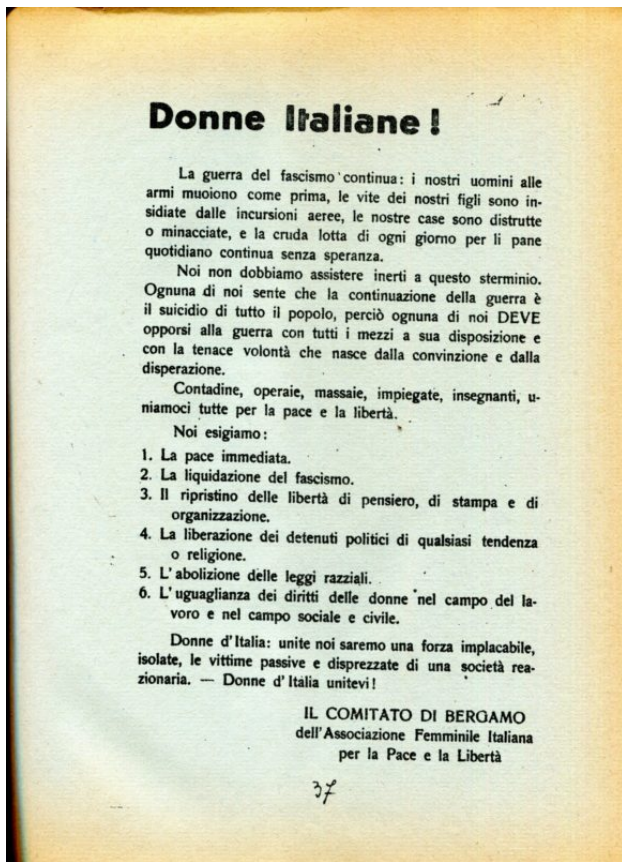 Donne Italiane!
La guerra del fascismo continua: i nostri uomini alle
armi muoiono come prima, le vite dei nostri figli sono in-
sidiate dalle incursioni aeree, le nostre case sono distrutte
o minacciate, e la cruda lotta di ogni giorno per li pane
quotidiano continua senza speranza.
Noi non dobbiamo assistere inerti a questo sterminio.
Ognuna di noi sente che la continuazione della guerra è
il suicidio di tutto il popolo, perciò ognuna di noi DEVE
opporsi alla guerra con tutti i mezzi a sua disposizione e
con la tenace volontà che nasce dalla convinzione e dalla
disperazione.
Contadine, operaie, massaie, impiegate, insegnanti, u-
niamoci tutte per la pace e la libertà.
Noi esigiamo:
1. La pace immediata.
2. La liquidazione del fascismo.
3. Il ripristino delle libertà di pensiero, di stampa e di
organizzazione.
4. La liberazione dei detenuti politici di qualsiasi tendenza
o religione.
5. L'abolizione delle leggi razziali.
6. L'uguaglianza dei diritti delle donne nel campo del la-
voro e nel campo sociale e civile.
Donne d'Italia: unite noi saremo una forza implacabile,
isolate, le vittime passive e disprezzate di una società rea-
zionaria. — Donne d'Italia unitevi!
IL COMITATO DI BERGAMO
dell'Associazione Femminile Italiana
per la Pace e la Libertà
37